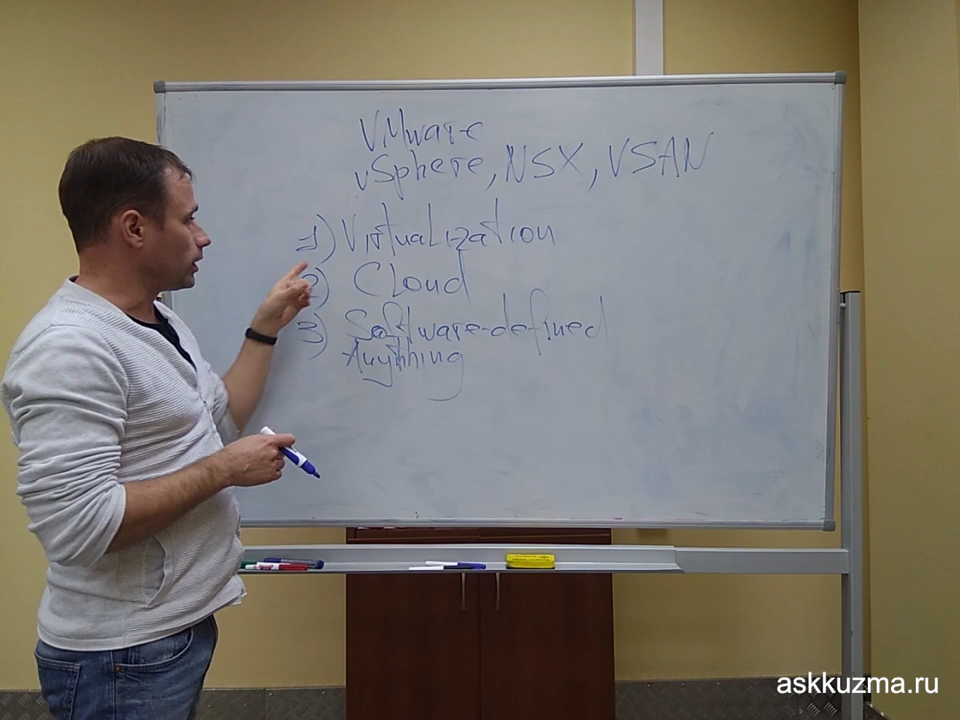 VMware
vSphere, NSX, VSAN
1) Virtualization
2) Cloud
3) Software-defined
Anything
askkuzma.ru